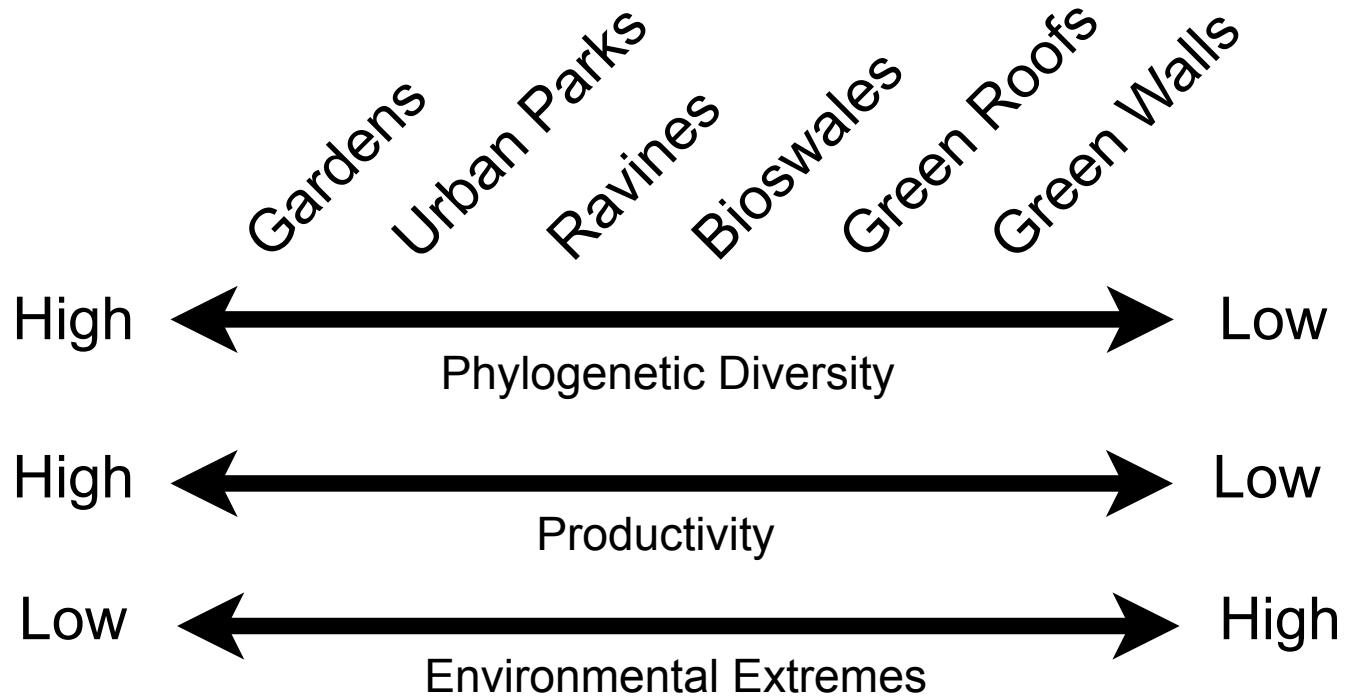 Gardens
Urban Parks
Ravines
Bioswales
Green Roofs
Green Walls
High
Low
Phylogenetic Diversity
High
Low
Productivity
Low
High
Environmental Extremes